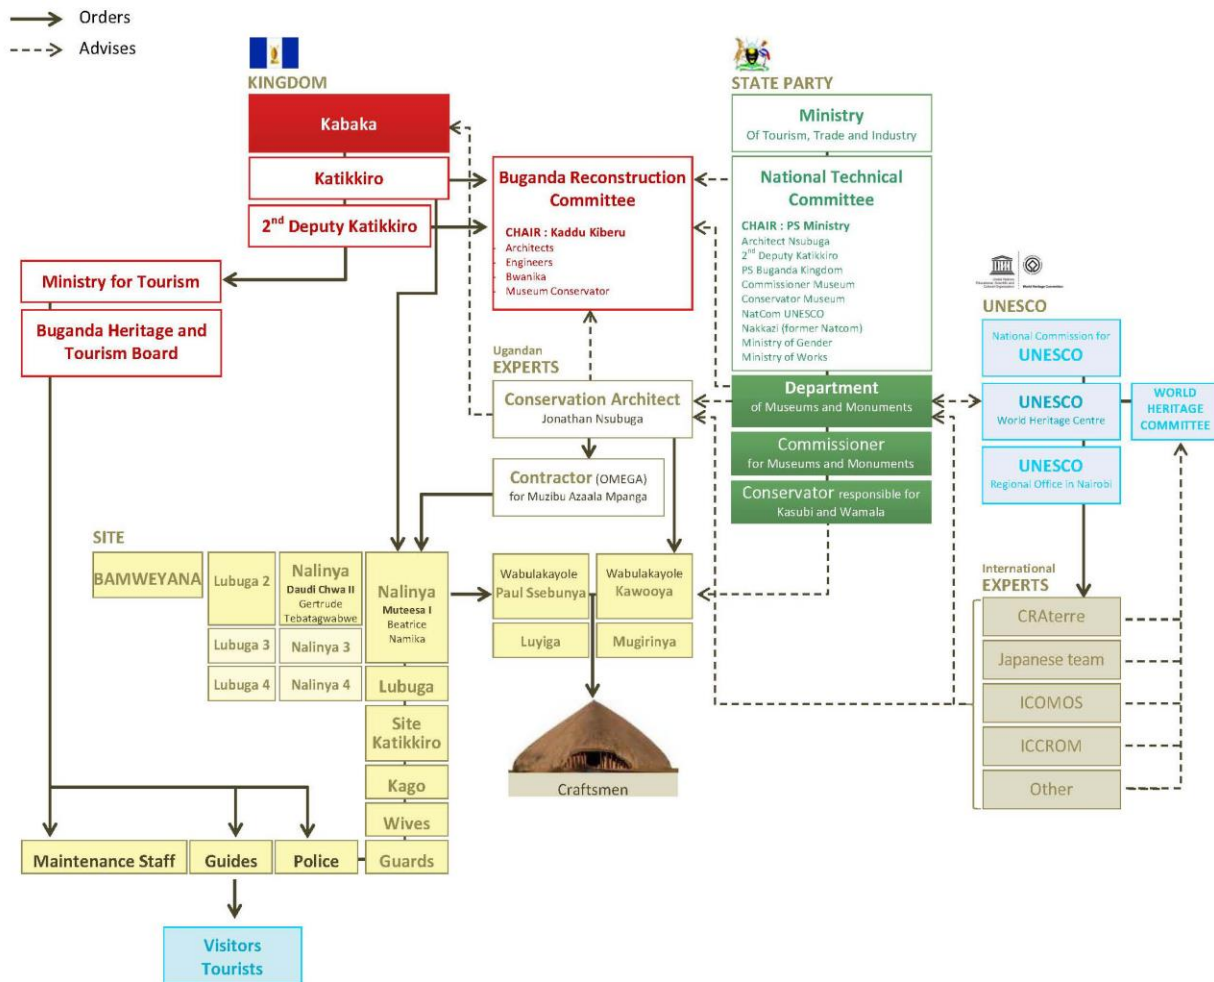 Orders
Advises
KINGDOM
Kabaka
Katikkiro
2nd Deputy Katikkiro
Ministry for Tourism
Buganda Heritage and
Tourism Board
Buganda Reconstruction
Committee
CHAIR : Kaddu Kiberu
- Architects
- Engineers
- Bwanika
- Museum Conservator
STATE PARTY
Ministry
Of Tourism, Trade and Industry
National Technical
Committee
CHAIR : PS Ministry
Architect Nsubuga
2nd Deputy Katikkiro
PS Buganda Kingdom
Commissioner Museum
Conservator Museum
NatCom UNESCO
Nakkazi (former Natcom)
Ministry of Gender
Ministry of Works
Department
of Museums and Monuments
Commissioner
for Museums and Monuments
Conservator responsible for
Kasubi and Wamala
UNESCO
National Commission for
UNESCO
UNESCO
World Heritage Centre
UNESCO
Regional Office in Nairobi
WORLD
HERITAGE
COMMITTEE
Ugandan
EXPERTS
Conservation Architect
Jonathan Nsubuga
Contractor (OMEGA)
for Muzibu Azaala Mpanga
International
EXPERTS
CRAterre
Japanese team
ICOMOS
ICCROM
Other
SITE
BAMWEYANA
Lubuga 2
Lubuga 3
Lubuga 4
Nalinya
Daudi Chwa II
Gertrude
Tebatagwabwe
Nalinya 3
Nalinya 4
Nalinya
Muteesa I
Beatrice
Namika
Lubuga
Site
Katikkiro
Kago
Wives
Guards
Wabulakayole
Paul Ssebunya
Luyiga
Wabulakayole
Kawooya
Mugirinya
Craftsmen
Maintenance Staff
Guides
Police
Visitors
Tourists